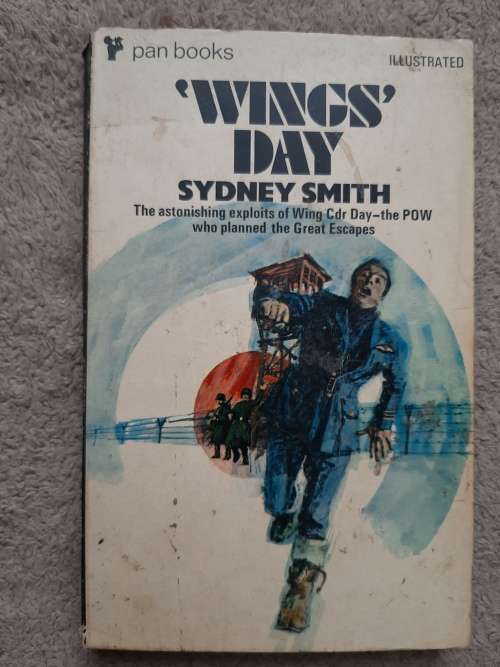 pan books
ILLUSTRATED
‘WINGS’
DAY
SYDNEY SMITH
The astonishing exploits of Wing Cdr Day–the POW
who planned the Great Escapes